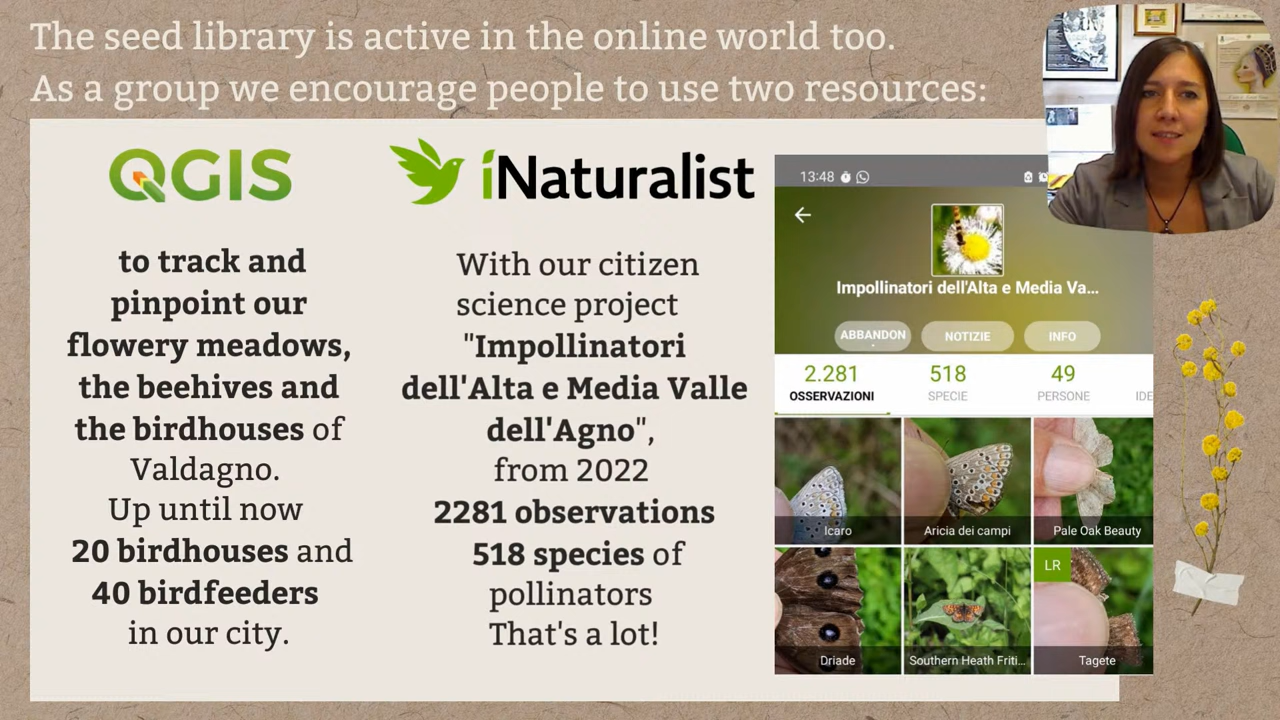 The seed library is active in the online world too.
As a group we encourage people to use two resources:
QGIS
to track and
pinpoint our
flowery meadows,
the beehives and
the birdhouses of
Valdagno.
Up until now
20 birdhouses and
40 birdfeeders
in our city.
iNaturalist
With our citizen
science project
"Impollinatori
dell'Alta e Media Valle
dell'Agno",
from 2022
2281 observations
518 species of
pollinators
That's a lot!
13:48
Impollinatori dell'Alta e Media Va...
ABBANDON
NOTIZIE
INFO
2.281
OSSERVAZIONI
518
SPECIE
49
PERSONE
IDE
Icaro
Aricia dei campi
Pale Oak Beauty
LR
Driade
Southern Heath Friti...
Tagete